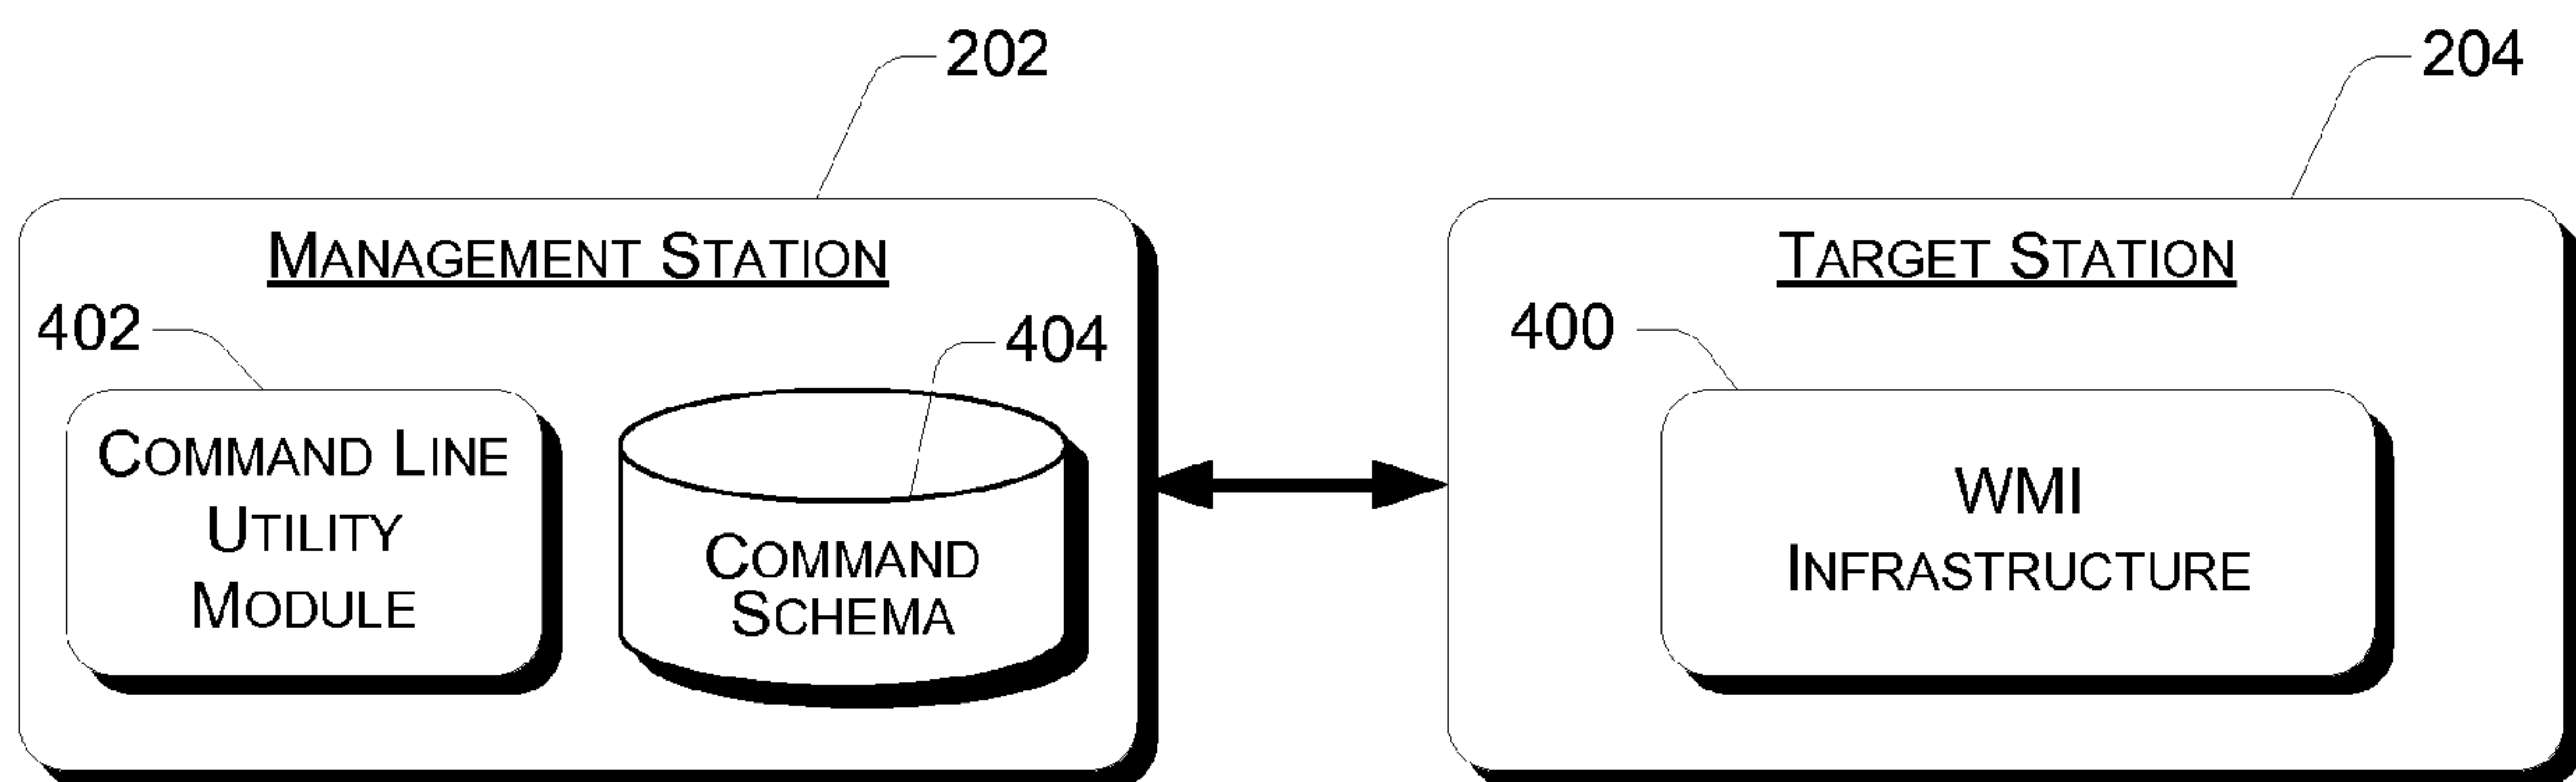 202
204
MANAGEMENT STATION
402
404
COMMAND LINE
UTILITY
MODULE
COMMAND
SCHEMA
TARGET STATION
400
WMI
INFRASTRUCTURE